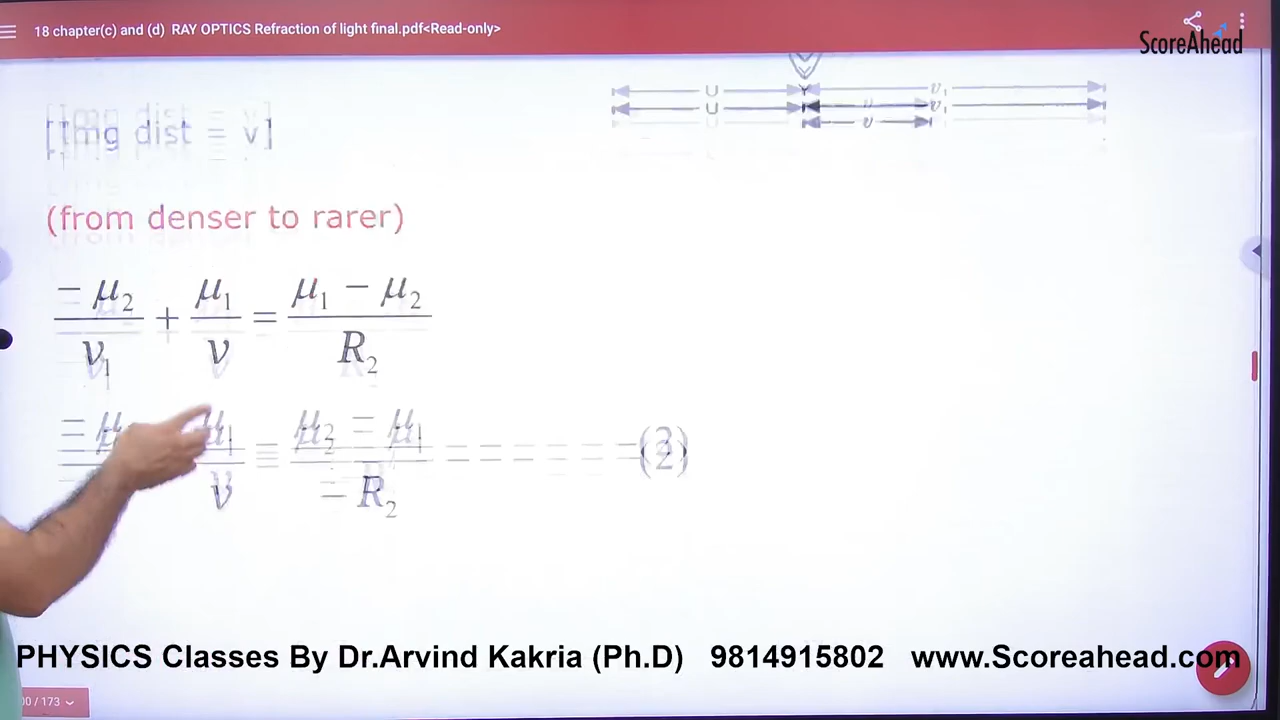 18 chapter(c) and (d) RAY OPTICS Refraction of light final.pdf<Read-only>
ScoreAhead
U v₁
U v v₁
v
[Img dist = v]
(from denser to rarer)
−μ₂/v₁ + μ₁/v = (μ₁ − μ₂)/R₂
−μ μ₁/v = (μ₂ − μ₁)/−R₂ − − − − − − −(2)
PHYSICS Classes By Dr.Arvind Kakria (Ph.D) 9814915802 www.Scoreahead.com
/ 173